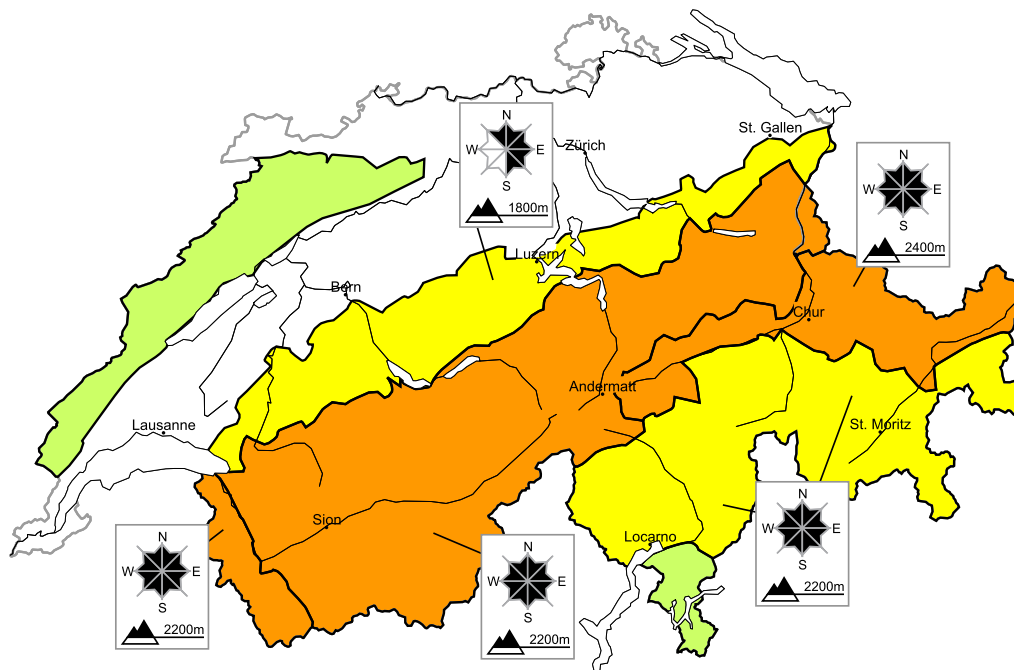 N
W E
S
1800m
Zürich
St. Gallen
N
W E
S
2400m
Luzern
Bern
Chur
Andermatt
Lausanne
St. Moritz
Sion
Locarno
N
W E
S
2200m
N
W E
S
2200m
N
W E
S
2200m